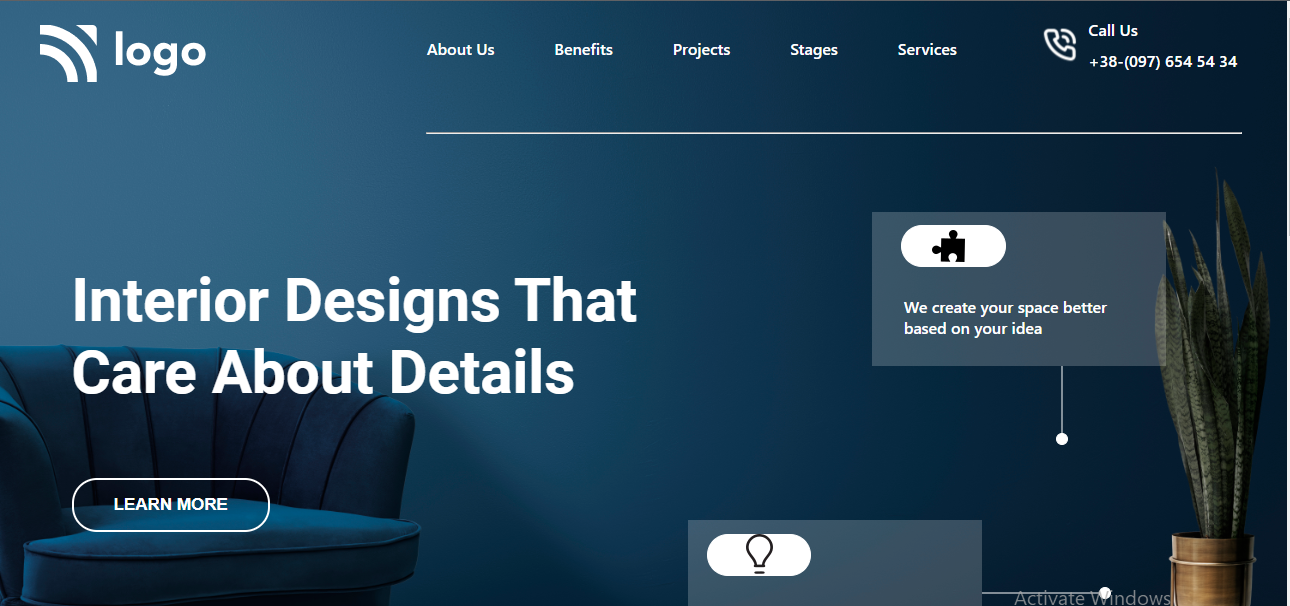 logo
About Us
Benefits
Projects
Stages
Services
Call Us
+38-(097) 654 54 34
Interior Designs That
Care About Details
We create your space better
based on your idea
LEARN MORE
Activate Windows